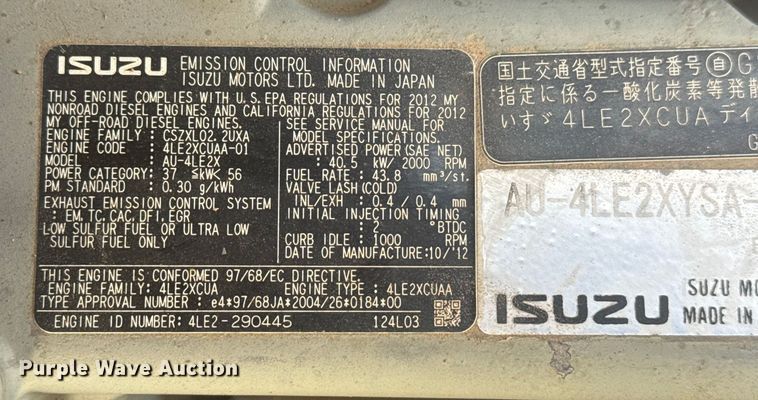 ISUZU EMISSION CONTROL INFORMATION
ISUZU MOTORS LTD. MADE IN JAPAN
THIS ENGINE COMPLIES WITH U.S.EPA REGULATIONS FOR 2012 MY
NONROAD DIESEL ENGINES AND CALIFORNIA REGULATIONS FOR 2012
MY OFF-ROAD DIESEL ENGINES.
ENGINE FAMILY : CSZXL02.2UXA
ENGINE CODE : 4LE2XCUAA-01
MODEL : AU-4LE2X
POWER CATEGORY: 37 ≦kW< 56
PM STANDARD : 0.30 g/kWh
EXHAUST EMISSION CONTROL SYSTEM
: EM,TC,CAC,DFI,EGR
LOW SULFUR FUEL OR ULTRA LOW
SULFUR FUEL ONLY
SEE SERVICE MANUAL FOR
MODEL SPECIFICATIONS.
ADVERTISED POWER(SAE-NET)
: 40.5 kW/ 2000 RPM
FUEL RATE: 43.8 mm³/st.
VALVE LASH(COLD)
INL/EXH : 0.4 / 0.4 mm
INITIAL INJECTION TIMING
: 2 °BTDC
CURB IDLE : 1000 RPM
DATE OF MANUFACTURE:10/'12
THIS ENGINE IS CONFORMED 97/68/EC DIRECTIVE.
ENGINE FAMILY: 4LE2XCUA ENGINE TYPE: 4LE2XCUAA
TYPE APPROVAL NUMBER : e4*97/68JA*2004/26*0184*00
ENGINE ID NUMBER: 4LE2-290445 124L03
国土交通省型式指定番号 自 G
指定に係る一酸化炭素等発散
いすゞ 4LE2XCUA ディ
G
AU-4LE2XYSA-
ISUZU
SUZU MO
MADE IN
Purple Wave Auction